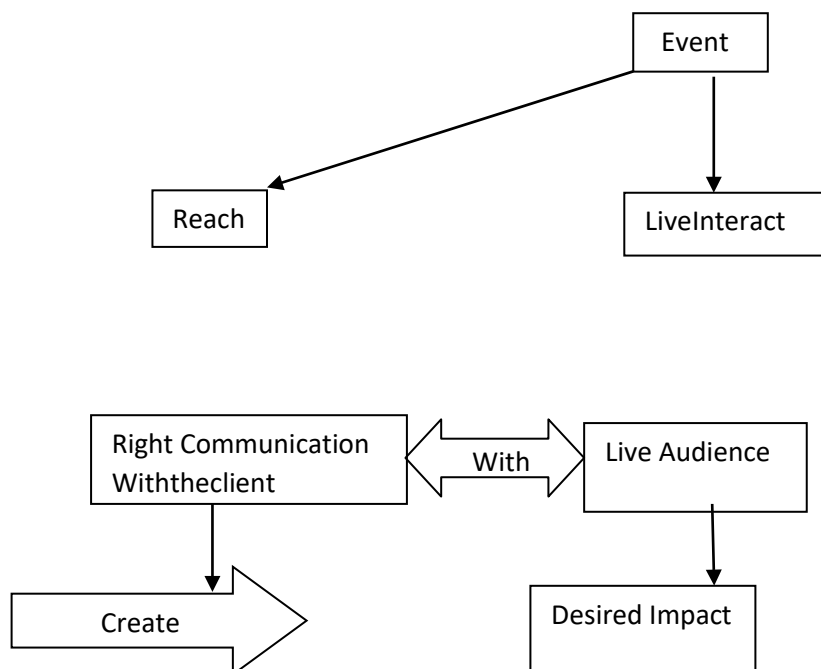 Event
Reach
LiveInteract
Right Communication
Withtheclient
With
Live Audience
Create
Desired Impact